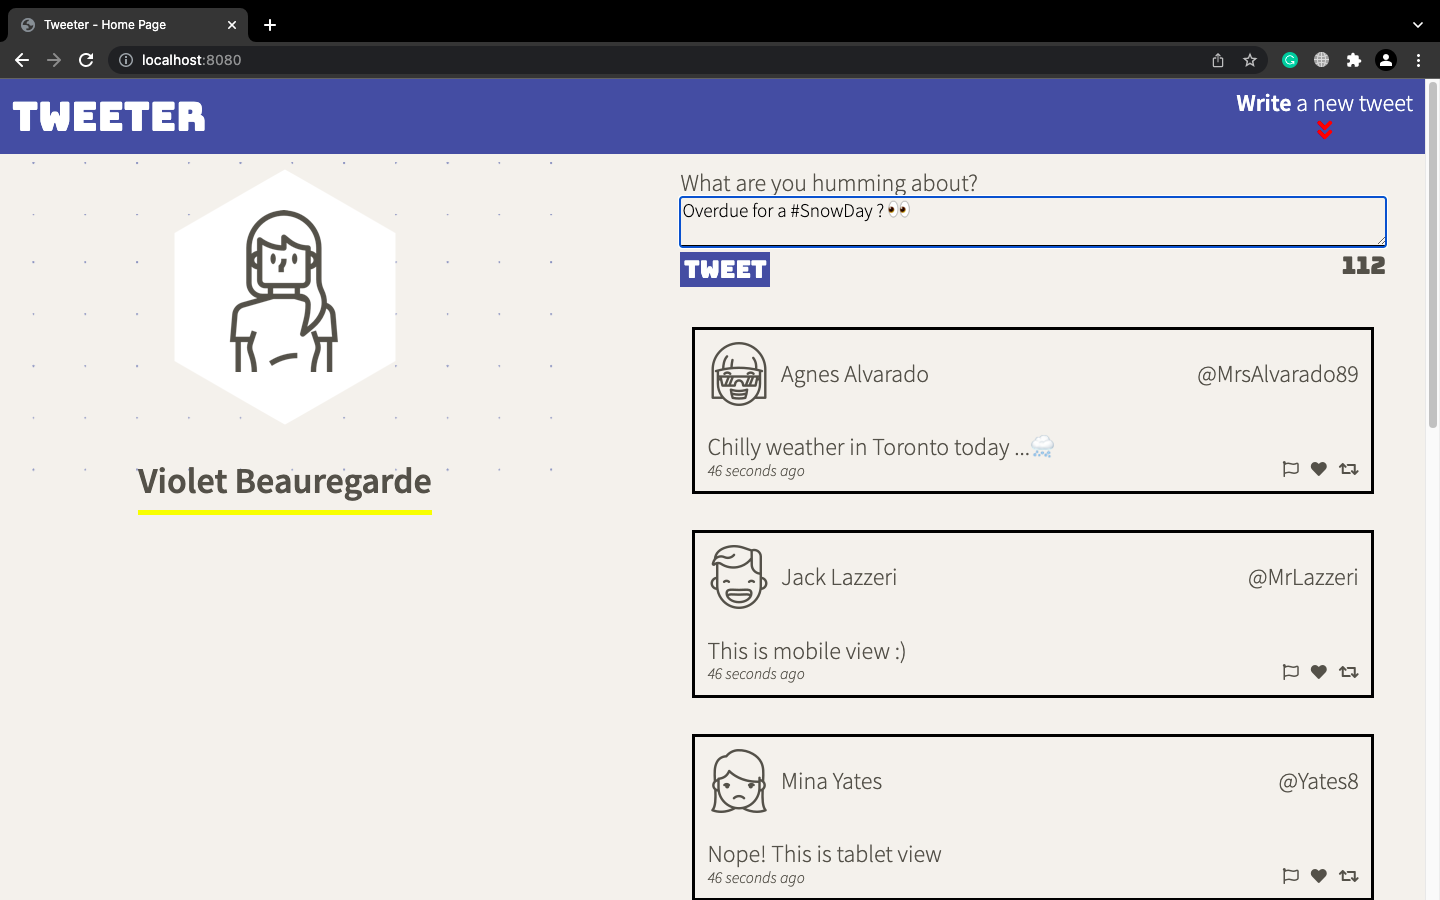 Tweeter - Home Page
localhost:8080
TWEETER
Write a new tweet
Violet Beauregarde
What are you humming about?
Overdue for a #SnowDay ? 👀
TWEET
112
Agnes Alvarado @MrsAlvarado89
Chilly weather in Toronto today ...🌧️
46 seconds ago
Jack Lazzeri @MrLazzeri
This is mobile view :)
46 seconds ago
Mina Yates @Yates8
Nope! This is tablet view
46 seconds ago